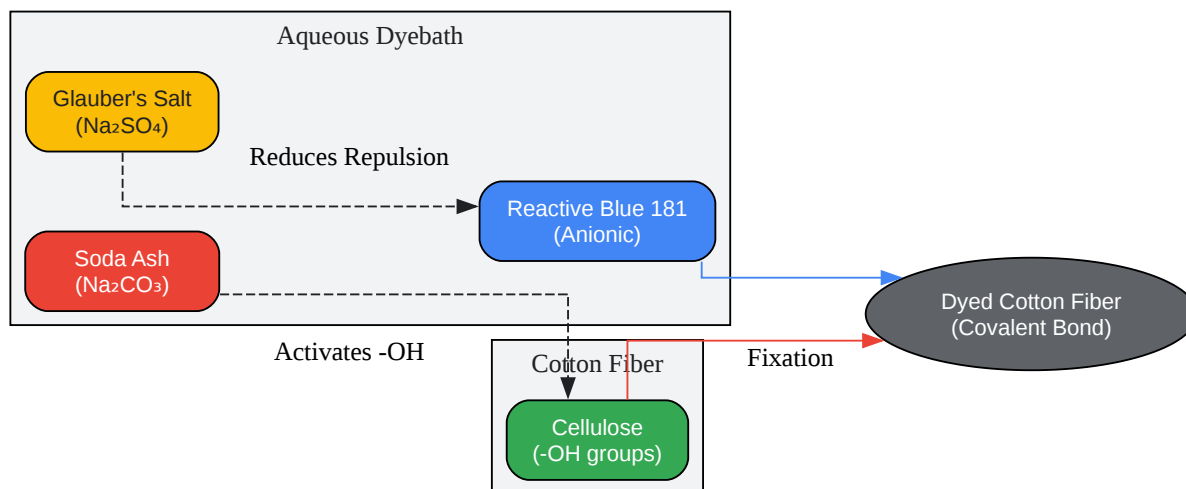 Aqueous Dyebath
Glauber's Salt
(Na₂SO₄)
Reduces Repulsion
Reactive Blue 181
(Anionic)
Soda Ash
(Na₂CO₃)
Dyed Cotton Fiber
(Covalent Bond)
Activates -OH
Cotton Fiber
Fixation
Cellulose
(-OH groups)